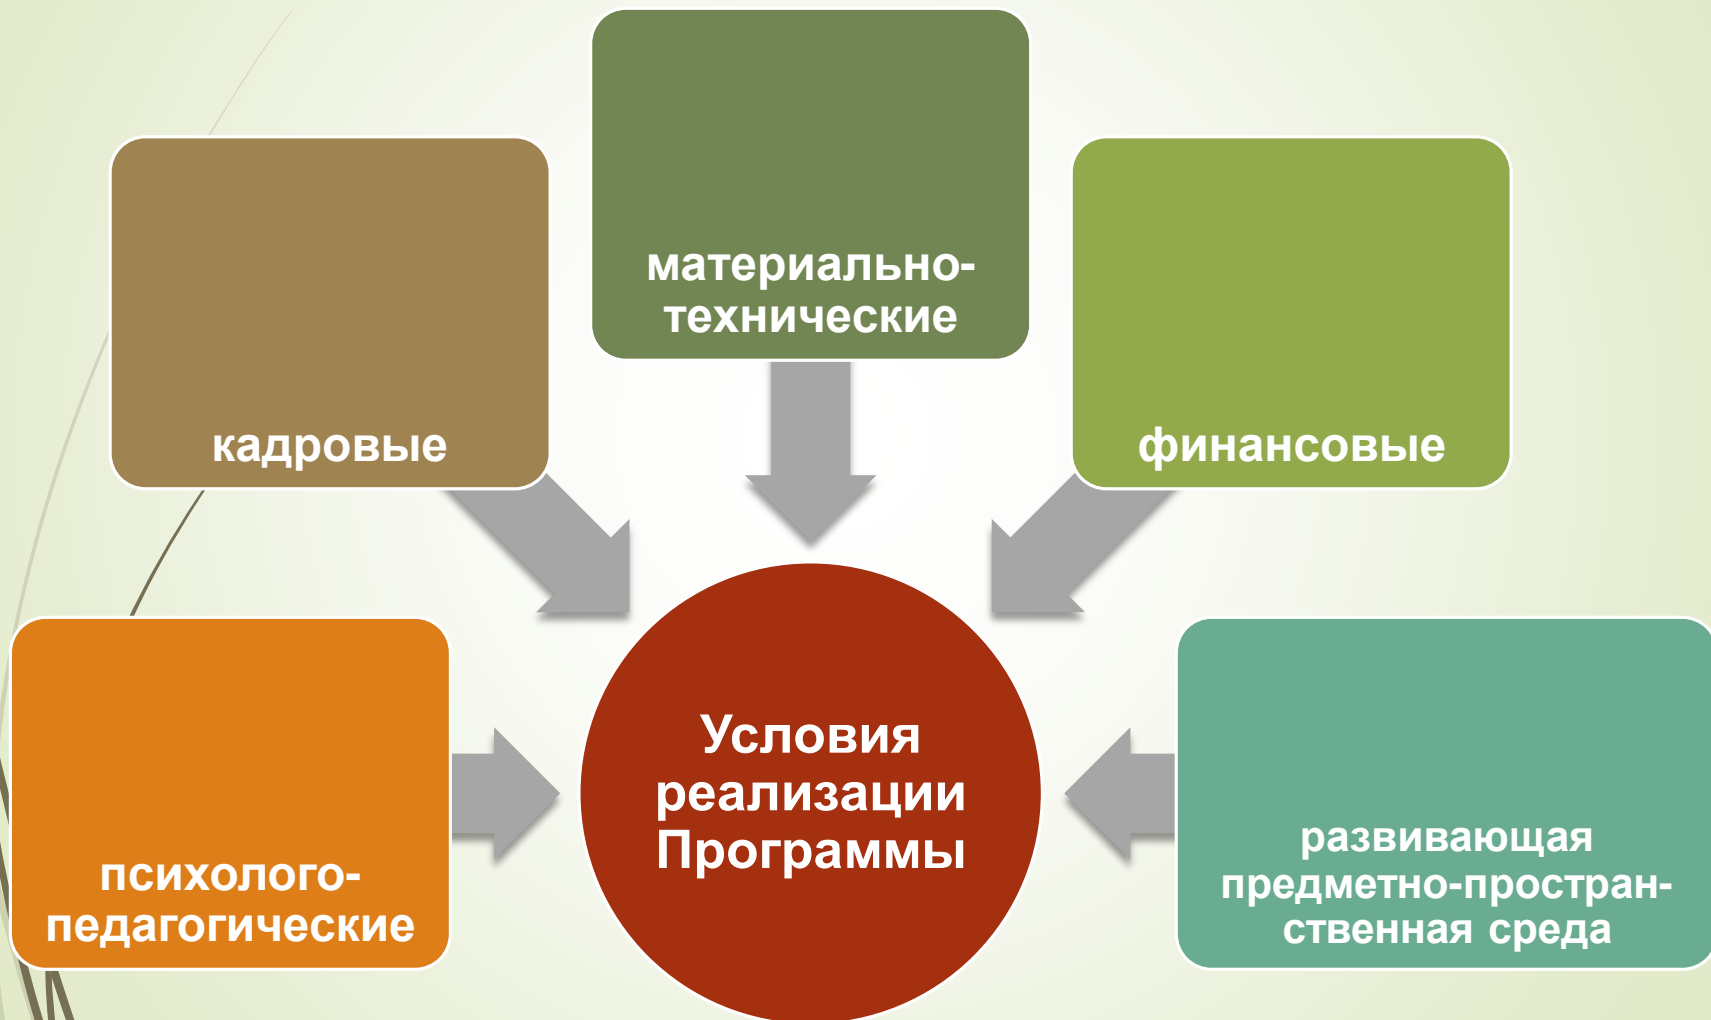 материально-
технические
кадровые
финансовые
Условия
реализации
Программы
психолого-
педагогические
развивающая
предметно-простран-
ственная среда